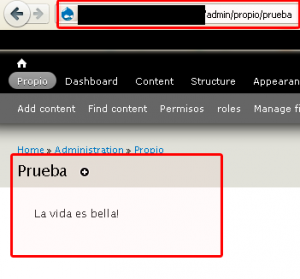 /admin/propio/prueba
Propio Dashboard Content Structure Appearan
Add content Find content Permisos roles Manage fi
Home » Administration » Propio
Prueba
La vida es bella!